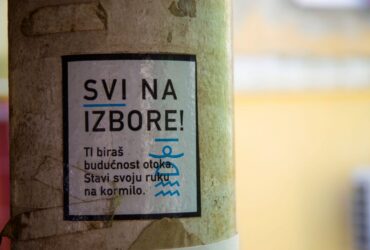 SVI NA
IZBORE!
TI biraš
budućnost otoka.
Stavi svoju ruku
na kormilo.